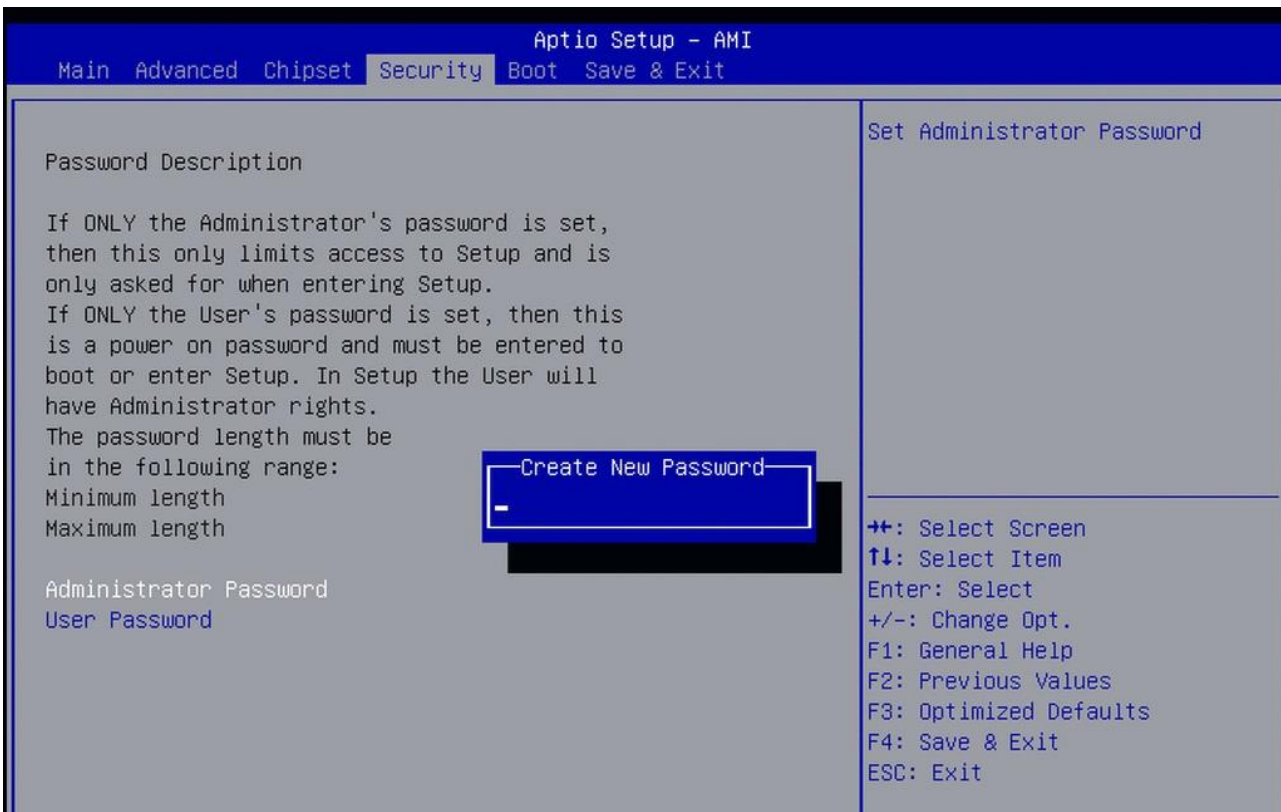 Aptio Setup – AMI
Main Advanced Chipset Security Boot Save & Exit
Password Description
If ONLY the Administrator's password is set,
then this only limits access to Setup and is
only asked for when entering Setup.
If ONLY the User's password is set, then this
is a power on password and must be entered to
boot or enter Setup. In Setup the User will
have Administrator rights.
The password length must be
in the following range:
Minimum length
Maximum length
Administrator Password
User Password
Create New Password
Set Administrator Password
→←: Select Screen
↑↓: Select Item
Enter: Select
+/-: Change Opt.
F1: General Help
F2: Previous Values
F3: Optimized Defaults
F4: Save & Exit
ESC: Exit